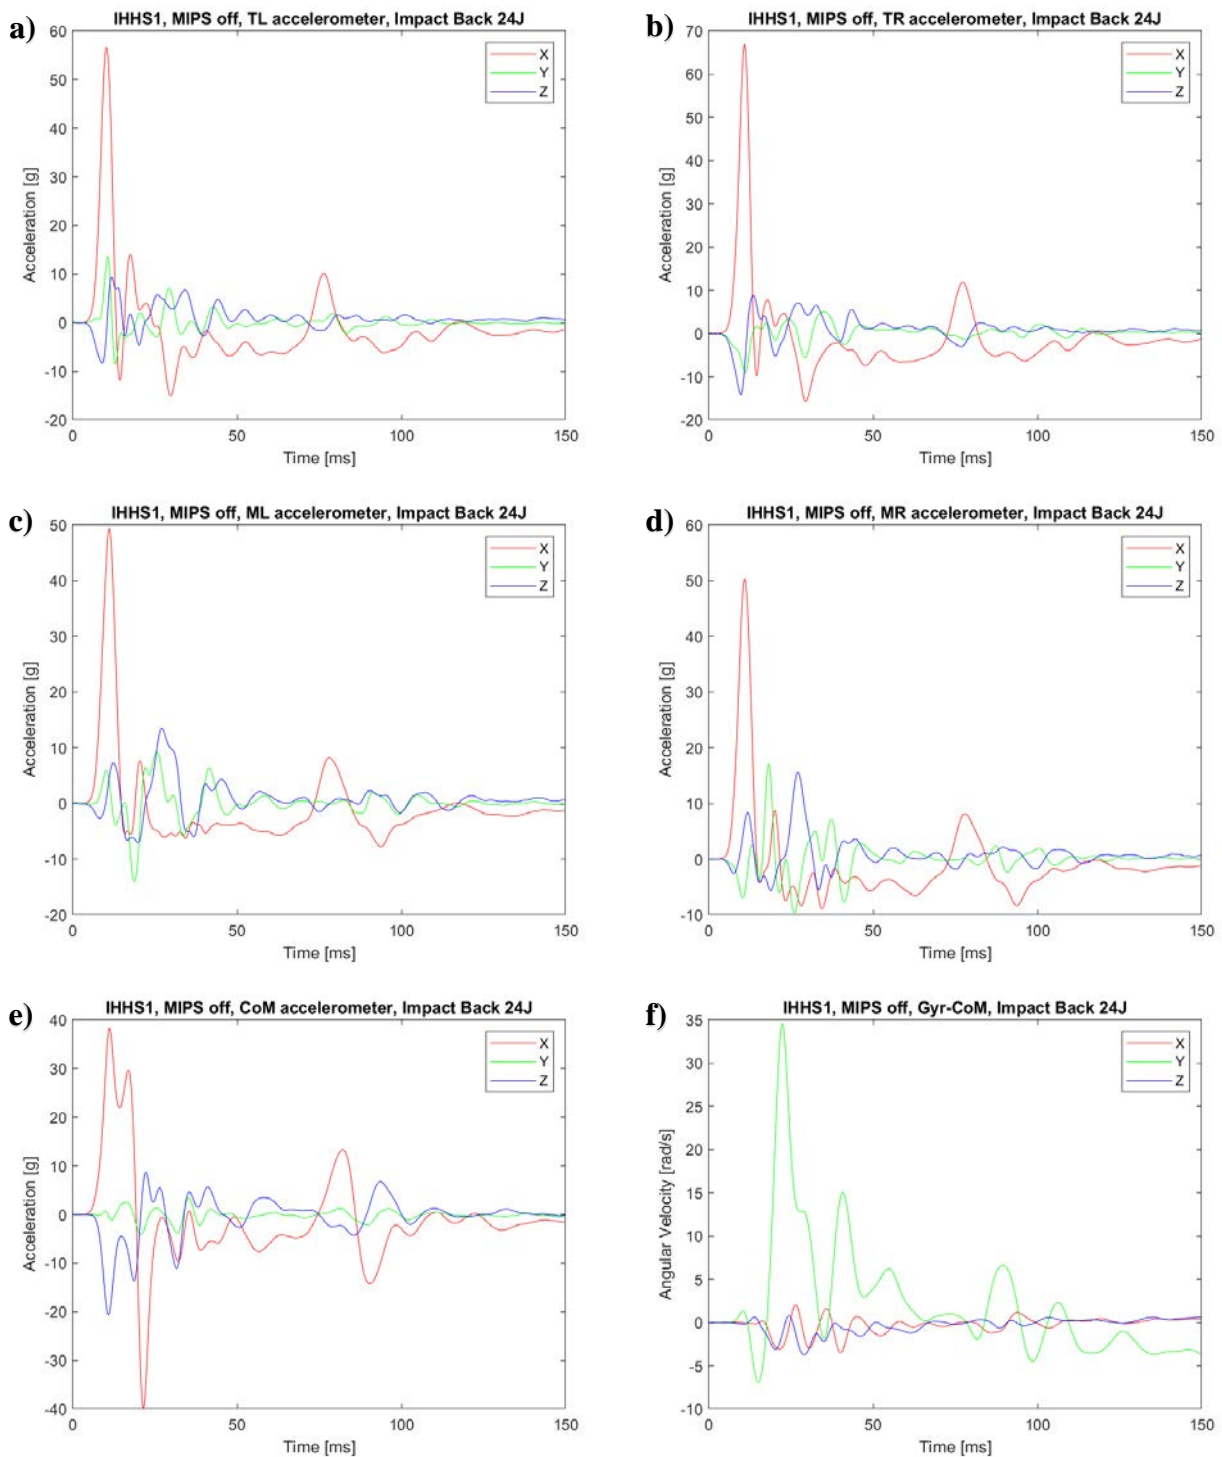 a)
IHHS1, MIPS off, TL accelerometer, Impact Back 24J
60
50
40
30
20
10
0
-10
-20
Acceleration [g]
X
Y
Z
0 50 100 150
Time [ms]
b)
IHHS1, MIPS off, TR accelerometer, Impact Back 24J
70
60
50
40
30
20
10
0
-10
-20
Acceleration [g]
X
Y
Z
0 50 100 150
Time [ms]
c)
IHHS1, MIPS off, ML accelerometer, Impact Back 24J
50
40
30
20
10
0
-10
-20
Acceleration [g]
X
Y
Z
0 50 100 150
Time [ms]
d)
IHHS1, MIPS off, MR accelerometer, Impact Back 24J
60
50
40
30
20
10
0
-10
Acceleration [g]
X
Y
Z
0 50 100 150
Time [ms]
e)
IHHS1, MIPS off, CoM accelerometer, Impact Back 24J
40
30
20
10
0
-10
-20
-30
-40
Acceleration [g]
X
Y
Z
0 50 100 150
Time [ms]
f)
IHHS1, MIPS off, Gyr-CoM, Impact Back 24J
35
30
25
20
15
10
5
0
-5
-10
Angular Velocity [rad/s]
X
Y
Z
0 50 100 150
Time [ms]